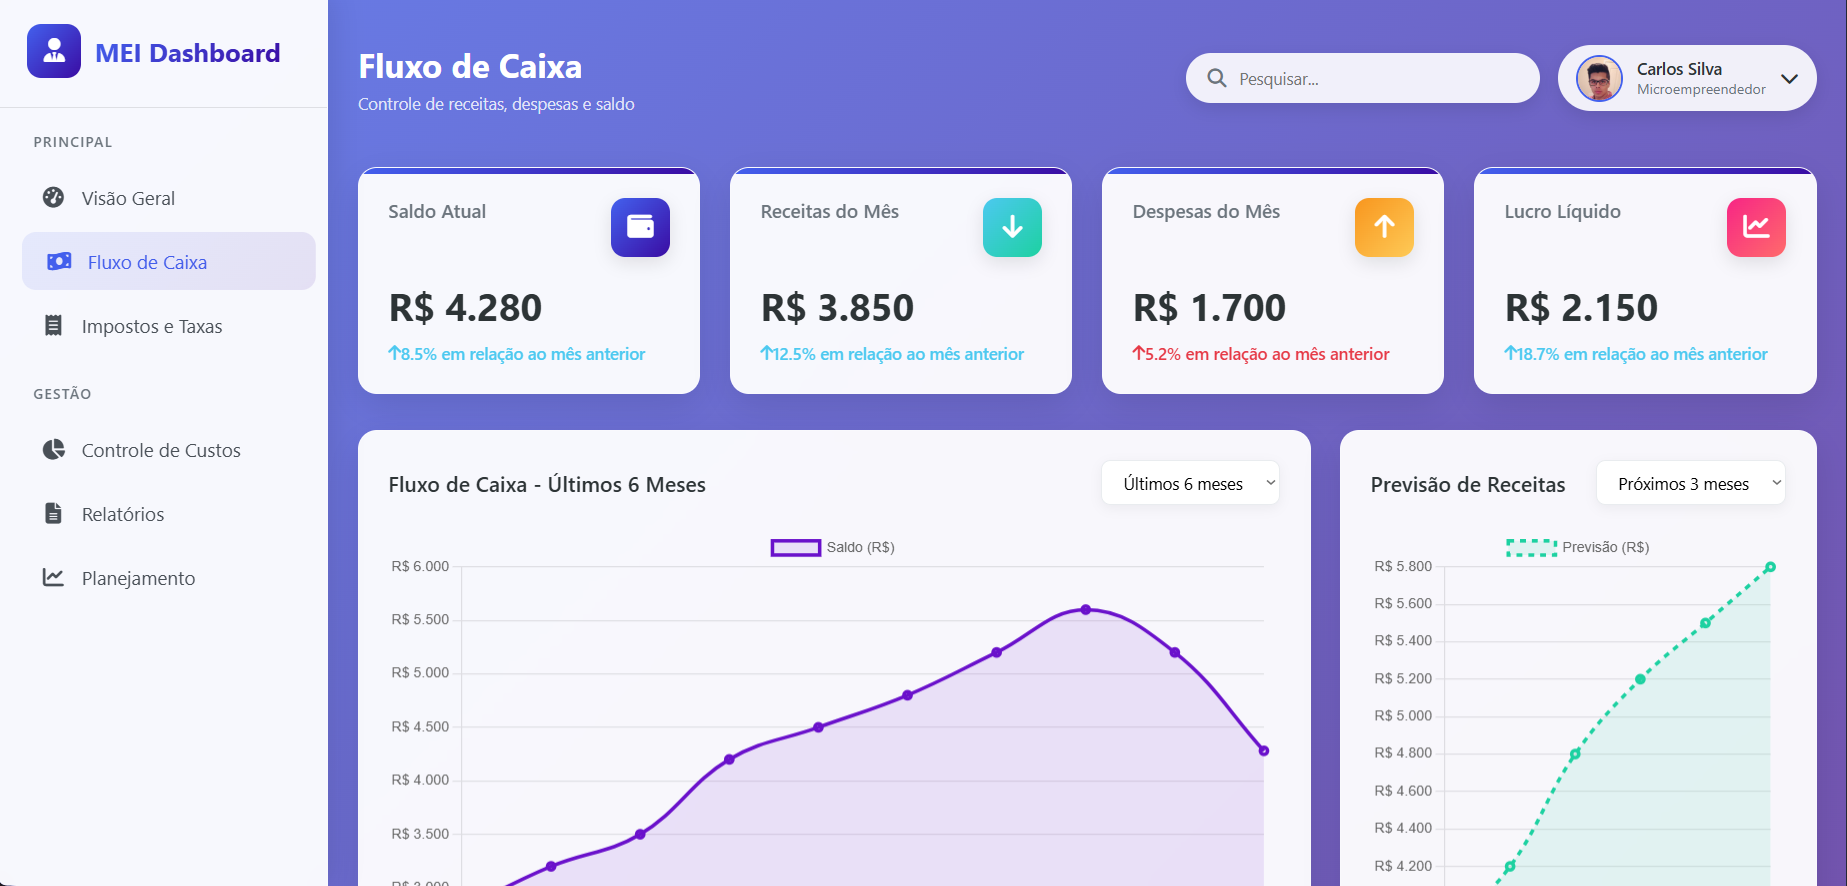 MEI Dashboard
PRINCIPAL
Visão Geral
Fluxo de Caixa
Impostos e Taxas
GESTÃO
Controle de Custos
Relatórios
Planejamento
Fluxo de Caixa
Controle de receitas, despesas e saldo
Pesquisar...
Carlos Silva
Microempreendedor
Saldo Atual
R$ 4.280
↑8.5% em relação ao mês anterior
Receitas do Mês
R$ 3.850
↑12.5% em relação ao mês anterior
Despesas do Mês
R$ 1.700
↑5.2% em relação ao mês anterior
Lucro Líquido
R$ 2.150
↑18.7% em relação ao mês anterior
Fluxo de Caixa - Últimos 6 Meses
Últimos 6 meses
Saldo (R$)
R$ 6.000
R$ 5.500
R$ 5.000
R$ 4.500
R$ 4.000
R$ 3.500
R$ 3.000
Previsão de Receitas
Próximos 3 meses
Previsão (R$)
R$ 5.800
R$ 5.600
R$ 5.400
R$ 5.200
R$ 5.000
R$ 4.800
R$ 4.600
R$ 4.400
R$ 4.200